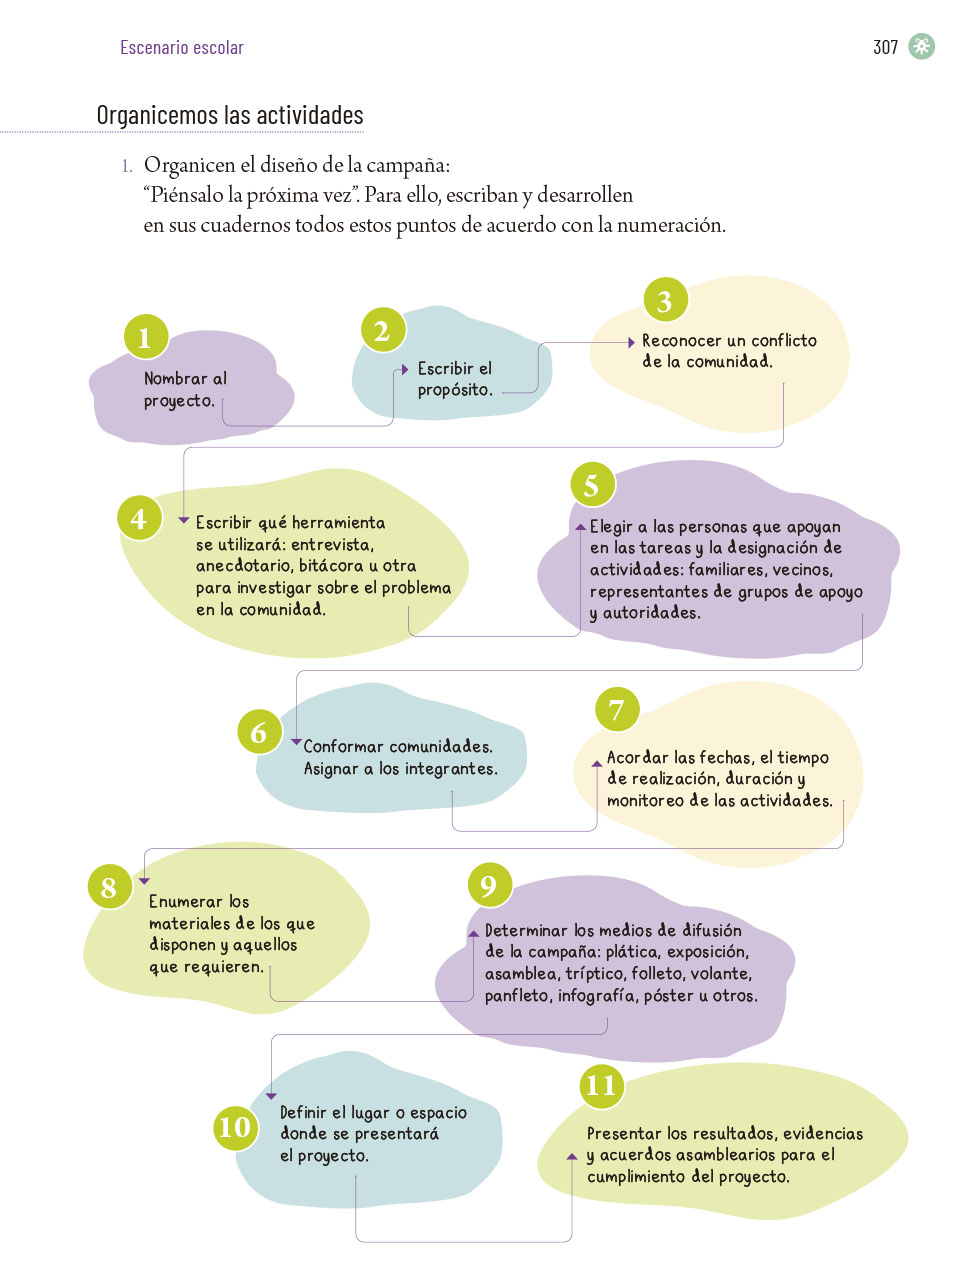 Escenario escolar
307
Organicemos las actividades
1. Organicen el diseño de la campaña:
“Piénsalo la próxima vez”. Para ello, escriban y desarrollen
en sus cuadernos todos estos puntos de acuerdo con la numeración.
1
Nombrar al
proyecto.
2
Escribir el
propósito.
3
Reconocer un conflicto
de la comunidad.
4
Escribir qué herramienta
se utilizará: entrevista,
anecdotario, bitácora u otra
para investigar sobre el problema
en la comunidad.
5
Elegir a las personas que apoyan
en las tareas y la designación de
actividades: familiares, vecinos,
representantes de grupos de apoyo
y autoridades.
6
Conformar comunidades.
Asignar a los integrantes.
7
Acordar las fechas, el tiempo
de realización, duración y
monitoreo de las actividades.
8
Enumerar los
materiales de los que
disponen y aquellos
que requieren.
9
Determinar los medios de difusión
de la campaña: plática, exposición,
asamblea, tríptico, folleto, volante,
panfleto, infografía, póster u otros.
10
Definir el lugar o espacio
donde se presentará
el proyecto.
11
Presentar los resultados, evidencias
y acuerdos asamblearios para el
cumplimiento del proyecto.